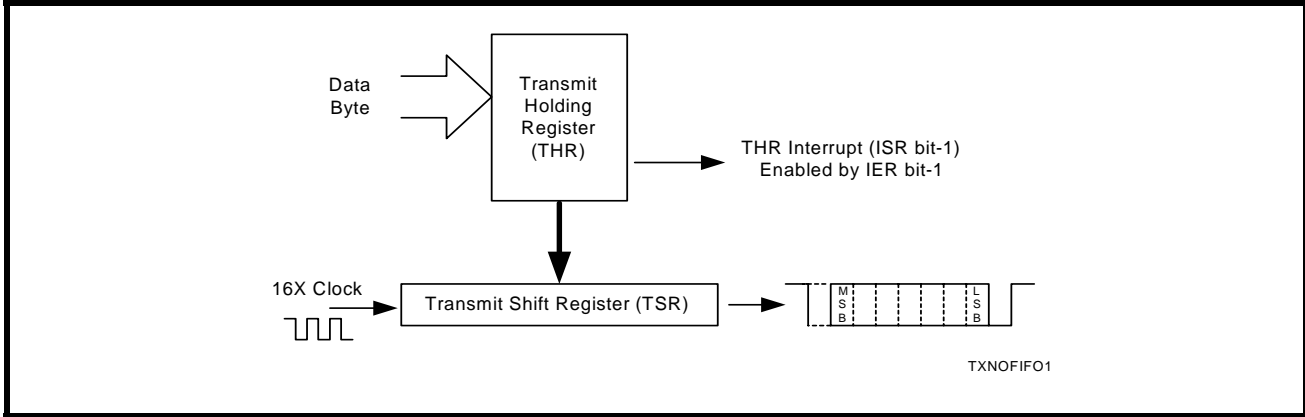 Data
Byte
Transmit
Holding
Register
(THR)
THR Interrupt (ISR bit-1)
Enabled by IER bit-1
16X Clock
Transmit Shift Register (TSR)
M
S
B
L
S
B
TXNOFIFO1